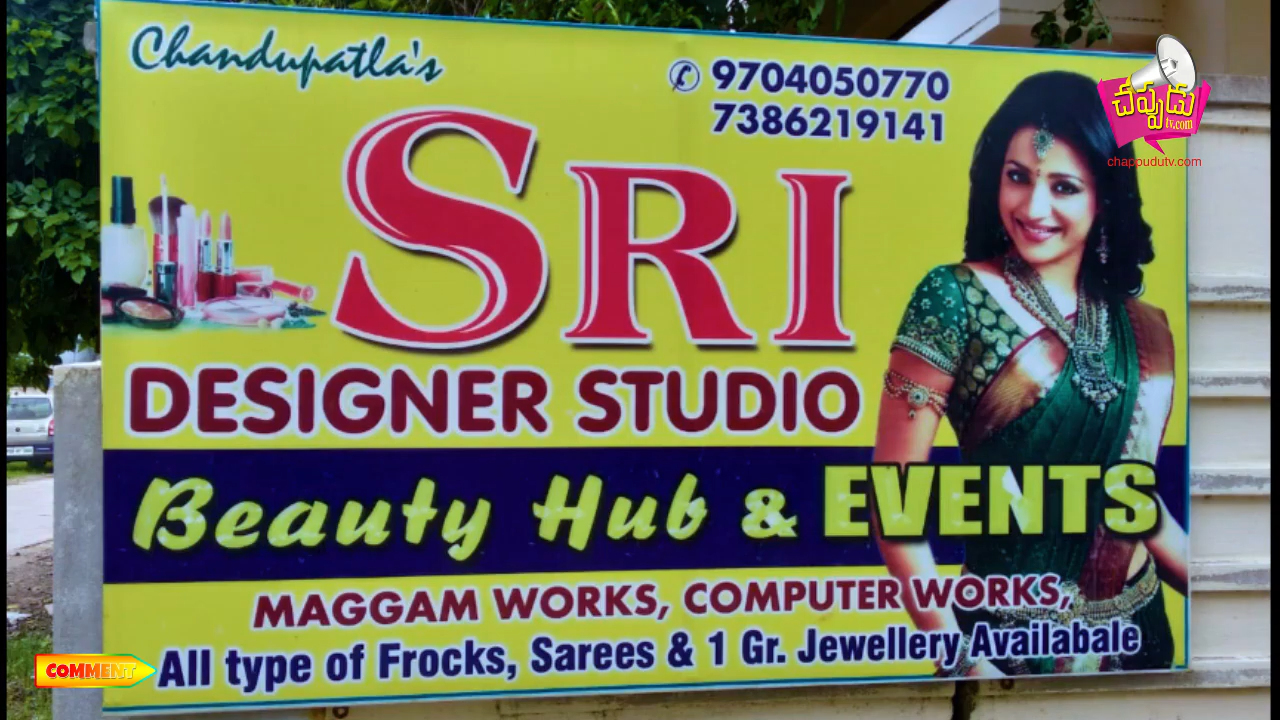 Chandupatla's
9704050770
7386219141
SRI
DESIGNER STUDIO
Beauty Hub & EVENTS
MAGGAM WORKS, COMPUTER WORKS,
All type of Frocks, Sarees & 1 Gr. Jewellery Availabale
చప్పుడు
tv.com
chappudutv.com
COMMENT